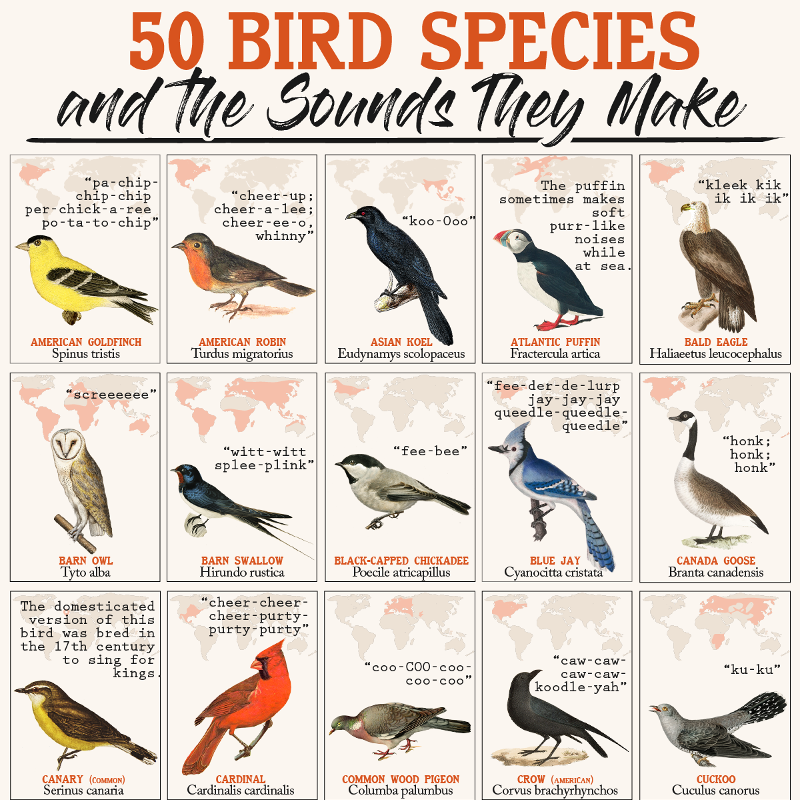 50 BIRD SPECIES
and the Sounds They Make
"pa-chip-
chip-chip
per-chick-a-ree
po-ta-to-chip"
AMERICAN GOLDFINCH
Spinus tristis
"cheer-up;
cheer-a-lee;
cheer-ee-o,
whinny"
AMERICAN ROBIN
Turdus migratorius
"koo-Ooo"
ASIAN KOEL
Eudynamys scolopaceus
The puffin
sometimes makes
soft
purr-like
noises
while
at sea.
ATLANTIC PUFFIN
Fractercula artica
"kleek kik
ik ik ik"
BALD EAGLE
Haliaeetus leucocephalus
"screeeeee"
BARN OWL
Tyto alba
"witt-witt
splee-plink"
BARN SWALLOW
Hirundo rustica
"fee-bee"
BLACK-CAPPED CHICKADEE
Poecile atricapillus
"fee-der-de-lurp
jay-jay-jay
queedle-queedle-
queedle"
BLUE JAY
Cyanocitta cristata
"honk;
honk;
honk"
CANADA GOOSE
Branta canadensis
The domesticated
version of this
bird was bred in
the 17th century
to sing for
kings.
CANARY (COMMON)
Serinus canaria
"cheer-cheer-
cheer-purty-
purty-purty"
CARDINAL
Cardinalis cardinalis
"coo-COO-coo-
coo-coo"
COMMON WOOD PIGEON
Columba palumbus
"caw-caw-
caw-caw-
koodle-yah"
CROW (AMERICAN)
Corvus brachyrhynchos
"ku-ku"
CUCKOO
Cuculus canorus